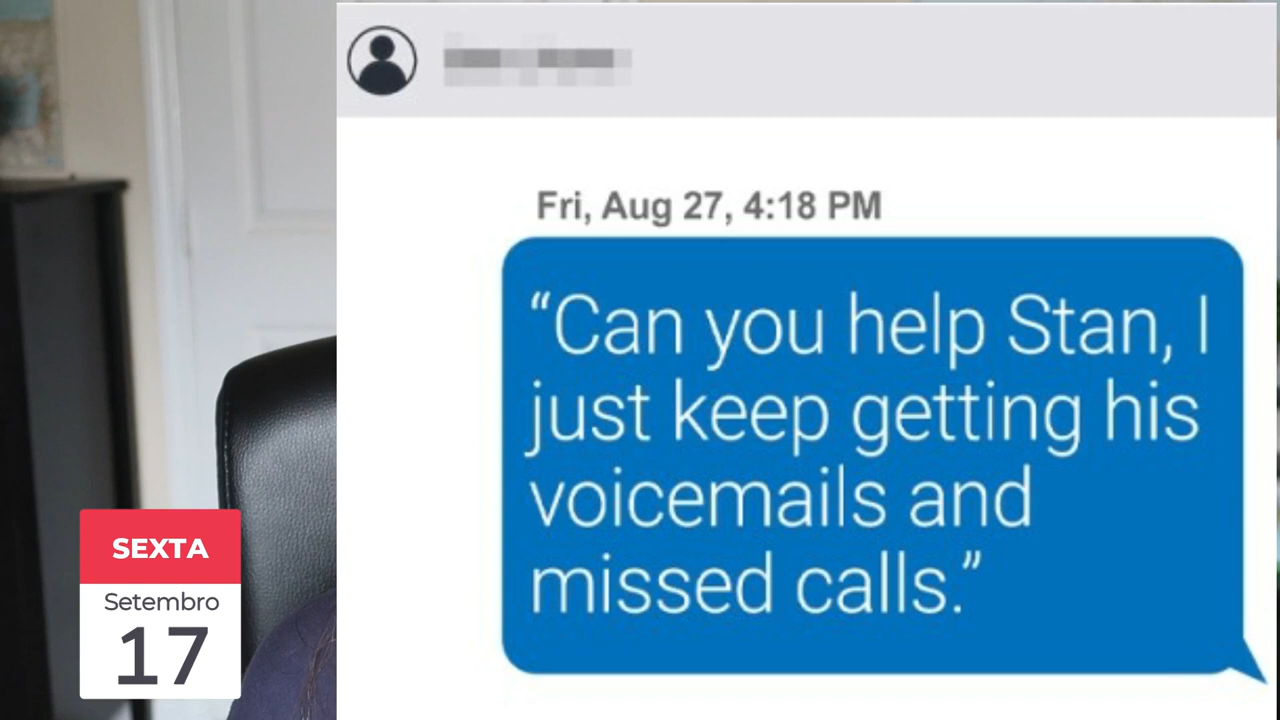 Fri, Aug 27, 4:18 PM
“Can you help Stan, I
just keep getting his
voicemails and
missed calls.”
SEXTA
Setembro
17